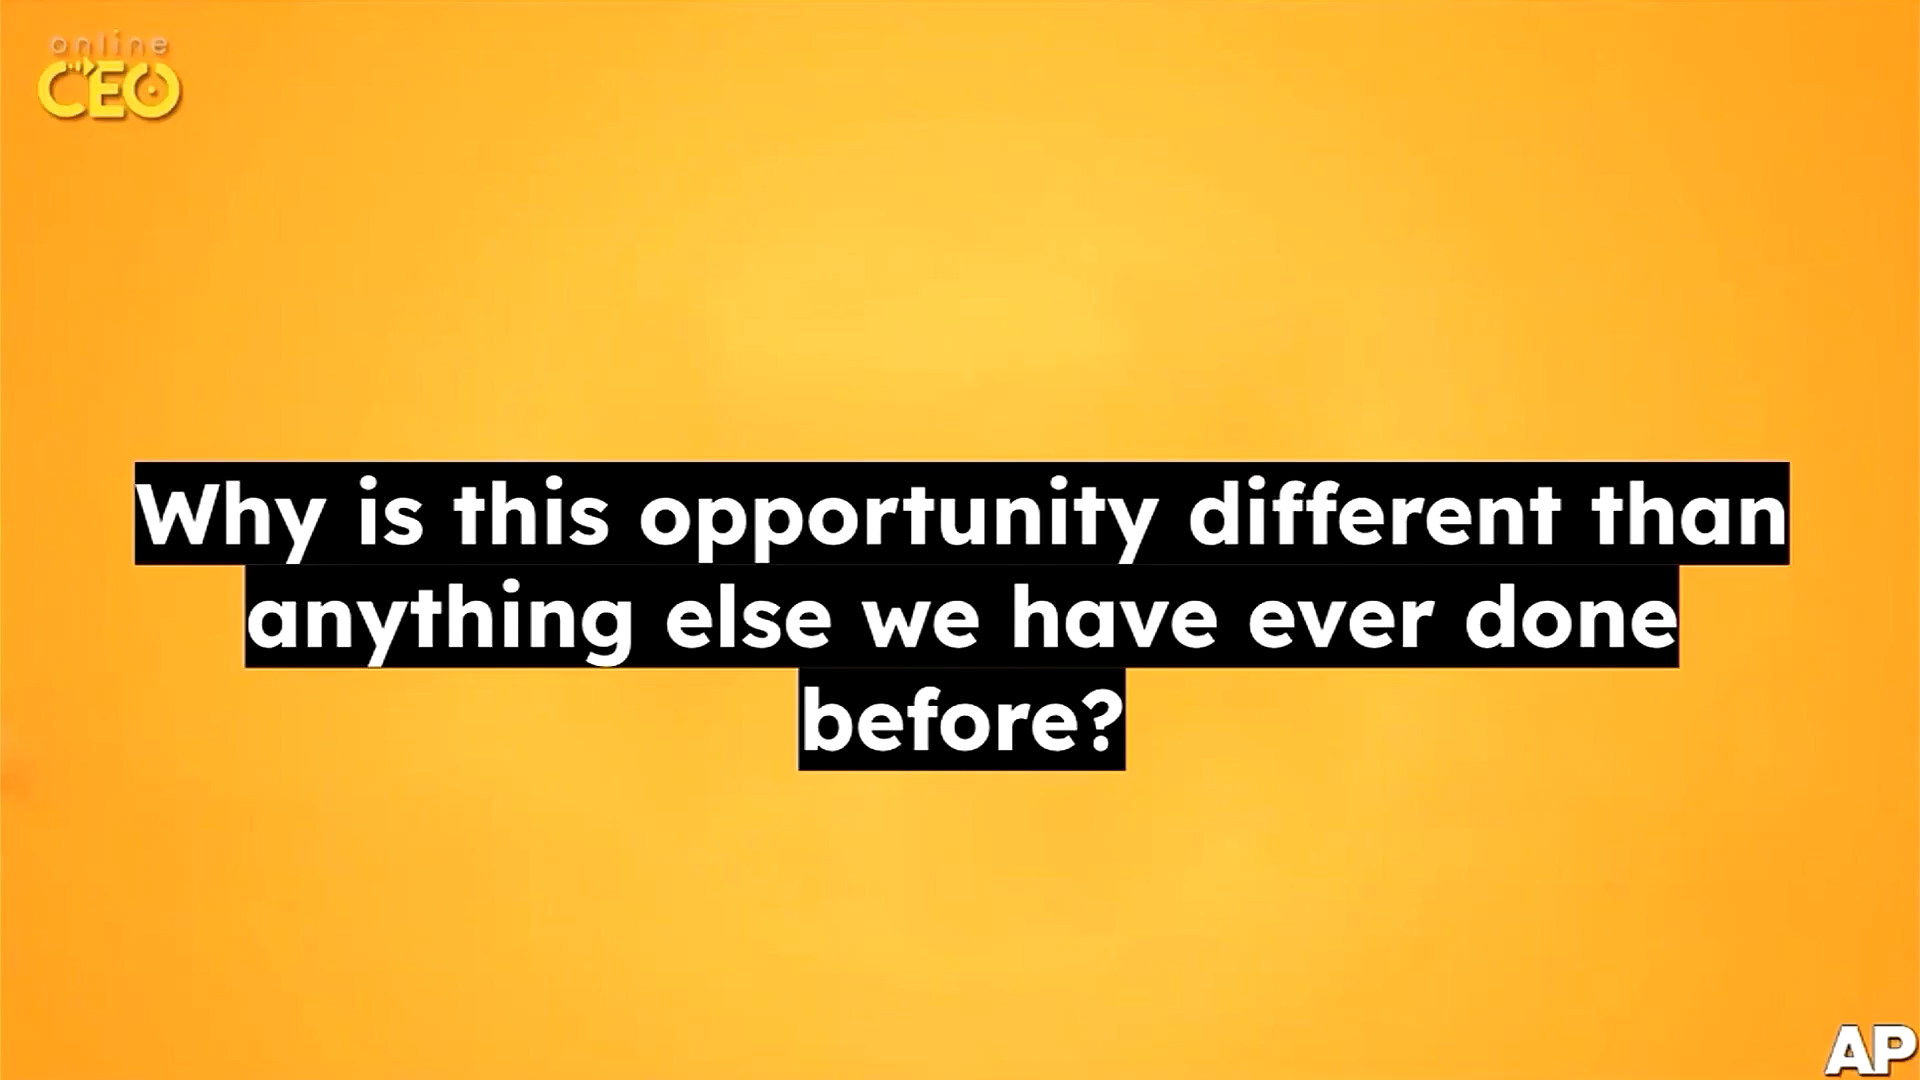 online
CEO
Why is this opportunity different than
anything else we have ever done
before?
AP